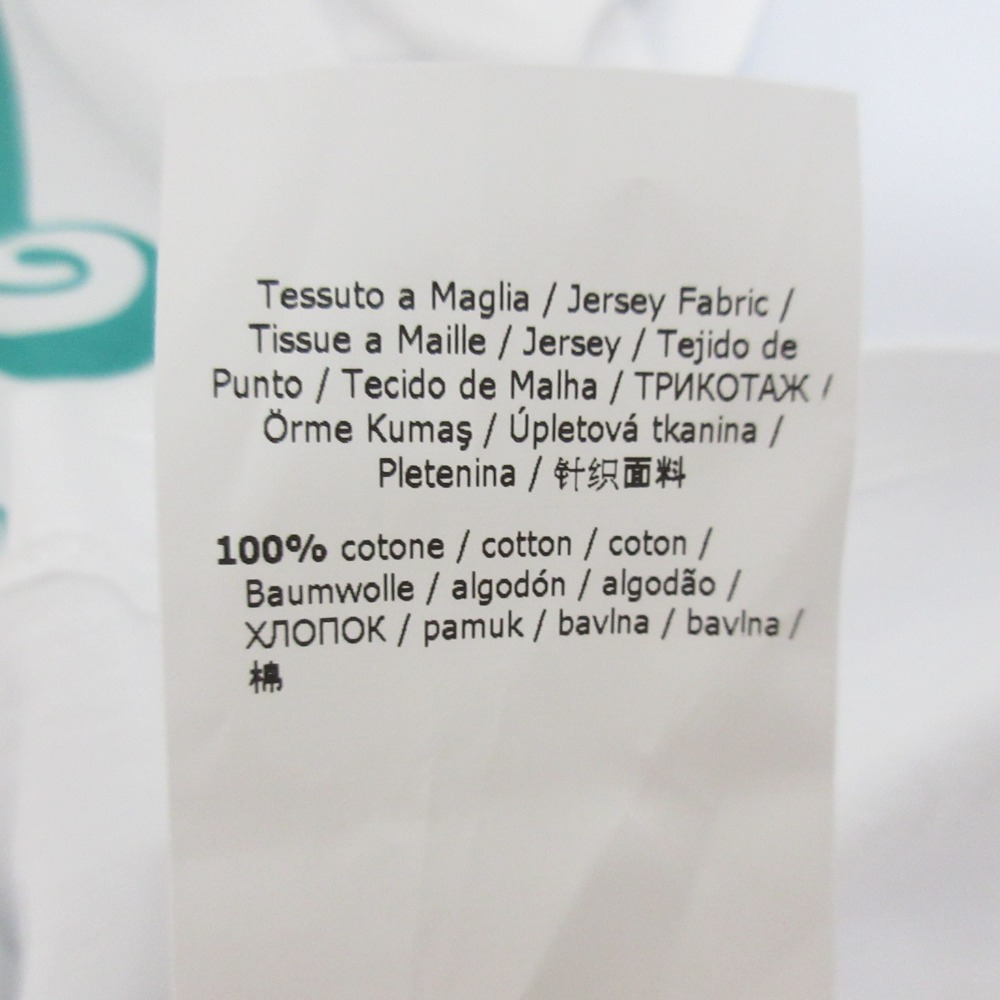 Tessuto a Maglia / Jersey Fabric /
Tissue a Maille / Jersey / Tejido de
Punto / Tecido de Malha / ТРИКОТАЖ /
Örme Kumaş / Úpletová tkanina /
Pletenina / 针织面料
100% cotone / cotton / coton /
Baumwolle / algodón / algodão /
ХЛОПОК / pamuk / bavlna / bavlna /
棉